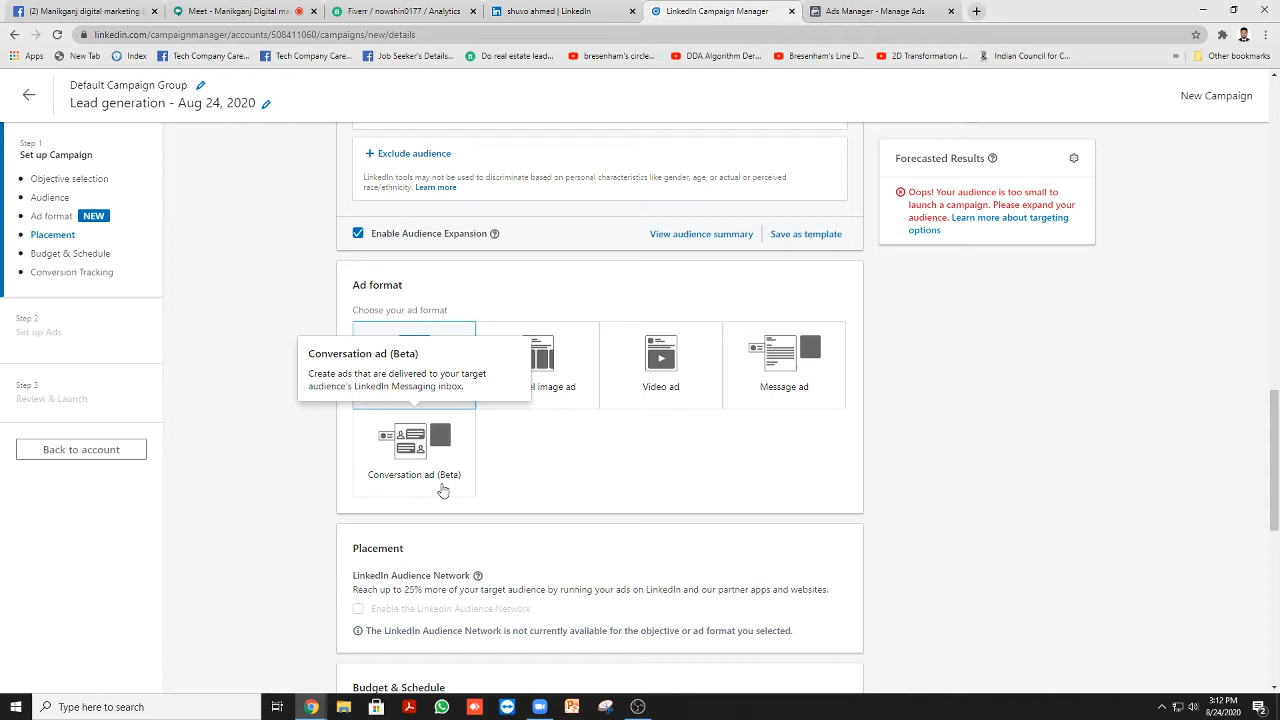 (2) Manikganj Digital marketing
Meet - Manikganj Digital ma
Fiverr / nowshin0177 / Analytics
shuvo ahmed | LinkedIn
LinkedIn Campaign Manager
Ads Manager - Manage Ads
linkedin.com/campaignmanager/accounts/508411060/campaigns/new/details
Apps
New Tab
Index
Tech Company Care...
Tech Company Care...
Job Seeker's Details...
Do real estate lead...
bresenham's circle...
DDA Algorithm Der...
Bresenham's Line D...
2D Transformation (...
Indian Council for C...
»
Other bookmarks
Default Campaign Group
Lead generation - Aug 24, 2020
New Campaign
Step 1
Set up Campaign
Objective selection
Audience
Ad format NEW
Placement
Budget & Schedule
Conversion Tracking
Step 2
Set up Ads
Step 3
Review & Launch
Back to account
+ Exclude audience
LinkedIn tools may not be used to discriminate based on personal characteristics like gender, age, or actual or perceived
race/ethnicity. Learn more
Enable Audience Expansion
View audience summary
Save as template
Forecasted Results
Oops! Your audience is too small to
launch a campaign. Please expand your
audience. Learn more about targeting
options
Ad format
Choose your ad format
Conversation ad (Beta)
Create ads that are delivered to your target
audience's LinkedIn Messaging inbox.
image ad
Video ad
Message ad
Conversation ad (Beta)
Placement
LinkedIn Audience Network
Reach up to 25% more of your target audience by running your ads on LinkedIn and our partner apps and websites.
Enable the LinkedIn Audience Network
The LinkedIn Audience Network is not currently available for the objective or ad format you selected.
Budget & Schedule
Type here to search
3:12 PM
8/24/2020
2